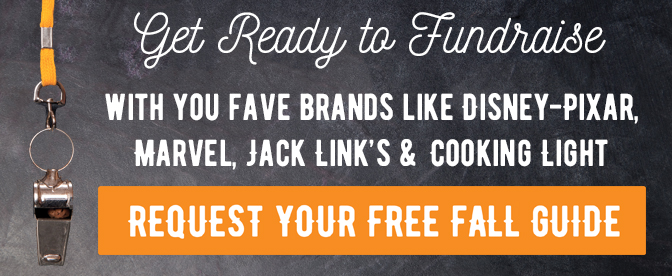 Get Ready to Fundraise
WITH YOU FAVE BRANDS LIKE DISNEY-PIXAR,
MARVEL, JACK LINK'S & COOKING LIGHT
REQUEST YOUR FREE FALL GUIDE